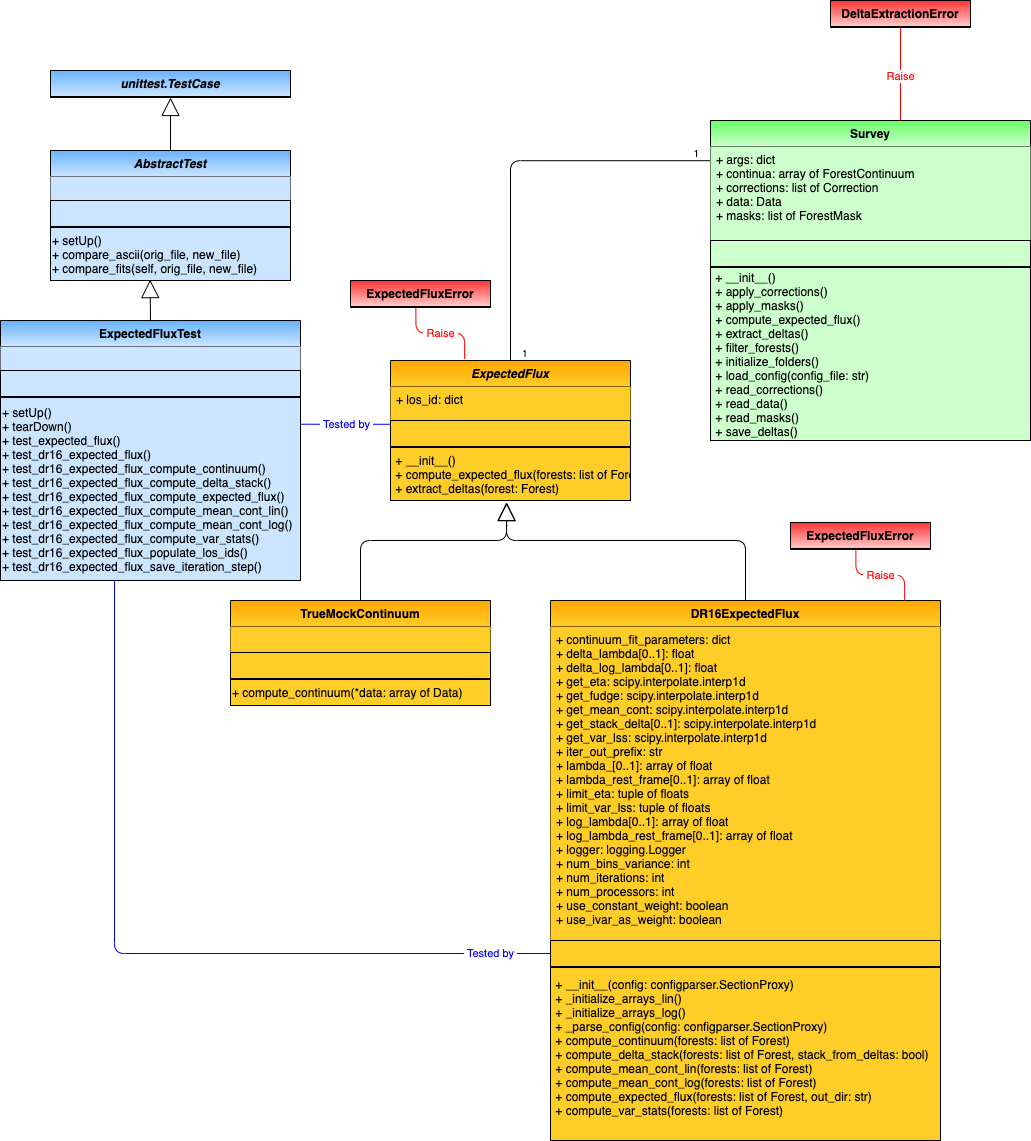 DeltaExtractionError
Raise
unittest.TestCase
AbstractTest
+ setUp()
+ compare_ascii(orig_file, new_file)
+ compare_fits(self, orig_file, new_file)
Survey
+ args: dict
+ continua: array of ForestContinuum
+ corrections: list of Correction
+ data: Data
+ masks: list of ForestMask
+ __init__()
+ apply_corrections()
+ apply_masks()
+ compute_expected_flux()
+ extract_deltas()
+ filter_forests()
+ initialize_folders()
+ load_config(config_file: str)
+ read_corrections()
+ read_data()
+ read_masks()
+ save_deltas()
1
1
ExpectedFluxError
Raise
ExpectedFluxTest
+ setUp()
+ tearDown()
+ test_expected_flux()
+ test_dr16_expected_flux()
+ test_dr16_expected_flux_compute_continuum()
+ test_dr16_expected_flux_compute_delta_stack()
+ test_dr16_expected_flux_compute_expected_flux()
+ test_dr16_expected_flux_compute_mean_cont_lin()
+ test_dr16_expected_flux_compute_mean_cont_log()
+ test_dr16_expected_flux_compute_var_stats()
+ test_dr16_expected_flux_populate_los_ids()
+ test_dr16_expected_flux_save_iteration_step()
Tested by
ExpectedFlux
+ los_id: dict
+ __init__()
+ compute_expected_flux(forests: list of Fore
+ extract_deltas(forest: Forest)
ExpectedFluxError
Raise
TrueMockContinuum
+ compute_continuum(*data: array of Data)
DR16ExpectedFlux
+ continuum_fit_parameters: dict
+ delta_lambda[0..1]: float
+ delta_log_lambda[0..1]: float
+ get_eta: scipy.interpolate.interp1d
+ get_fudge: scipy.interpolate.interp1d
+ get_mean_cont: scipy.interpolate.interp1d
+ get_stack_delta[0..1]: scipy.interpolate.interp1d
+ get_var_lss: scipy.interpolate.interp1d
+ iter_out_prefix: str
+ lambda_[0..1]: array of float
+ lambda_rest_frame[0..1]: array of float
+ limit_eta: tuple of floats
+ limit_var_lss: tuple of floats
+ log_lambda[0..1]: array of float
+ log_lambda_rest_frame[0..1]: array of float
+ logger: logging.Logger
+ num_bins_variance: int
+ num_iterations: int
+ num_processors: int
+ use_constant_weight: boolean
+ use_ivar_as_weight: boolean
Tested by
+ __init__(config: configparser.SectionProxy)
+ _initialize_arrays_lin()
+ _initialize_arrays_log()
+ _parse_config(config: configparser.SectionProxy)
+ compute_continuum(forests: list of Forest)
+ compute_delta_stack(forests: list of Forest, stack_from_deltas: bool)
+ compute_mean_cont_lin(forests: list of Forest)
+ compute_mean_cont_log(forests: list of Forest)
+ compute_expected_flux(forests: list of Forest, out_dir: str)
+ compute_var_stats(forests: list of Forest)